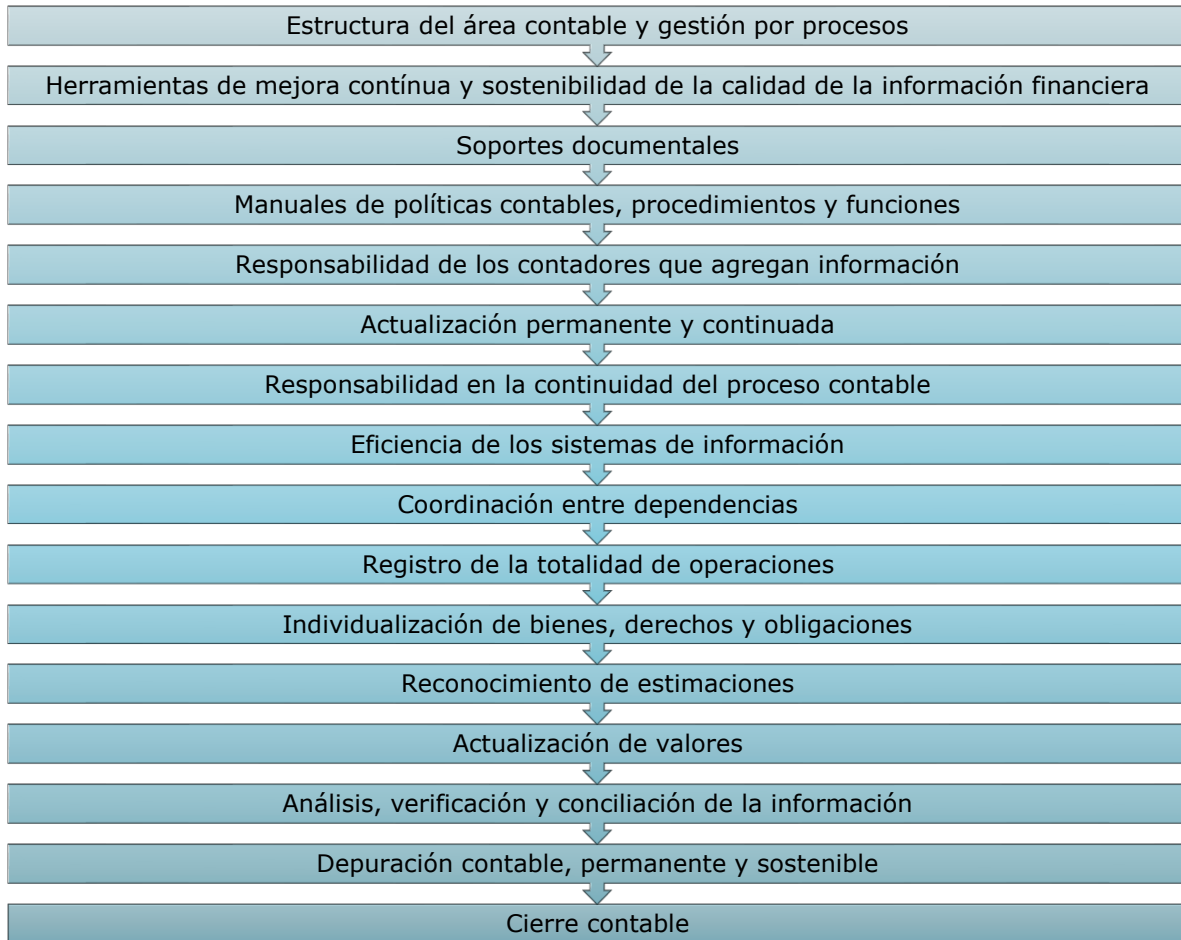 Estructura del área contable y gestión por procesos
Herramientas de mejora contínua y sostenibilidad de la calidad de la información financiera
Soportes documentales
Manuales de políticas contables, procedimientos y funciones
Responsabilidad de los contadores que agregan información
Actualización permanente y continuada
Responsabilidad en la continuidad del proceso contable
Eficiencia de los sistemas de información
Coordinación entre dependencias
Registro de la totalidad de operaciones
Individualización de bienes, derechos y obligaciones
Reconocimiento de estimaciones
Actualización de valores
Análisis, verificación y conciliación de la información
Depuración contable, permanente y sostenible
Cierre contable